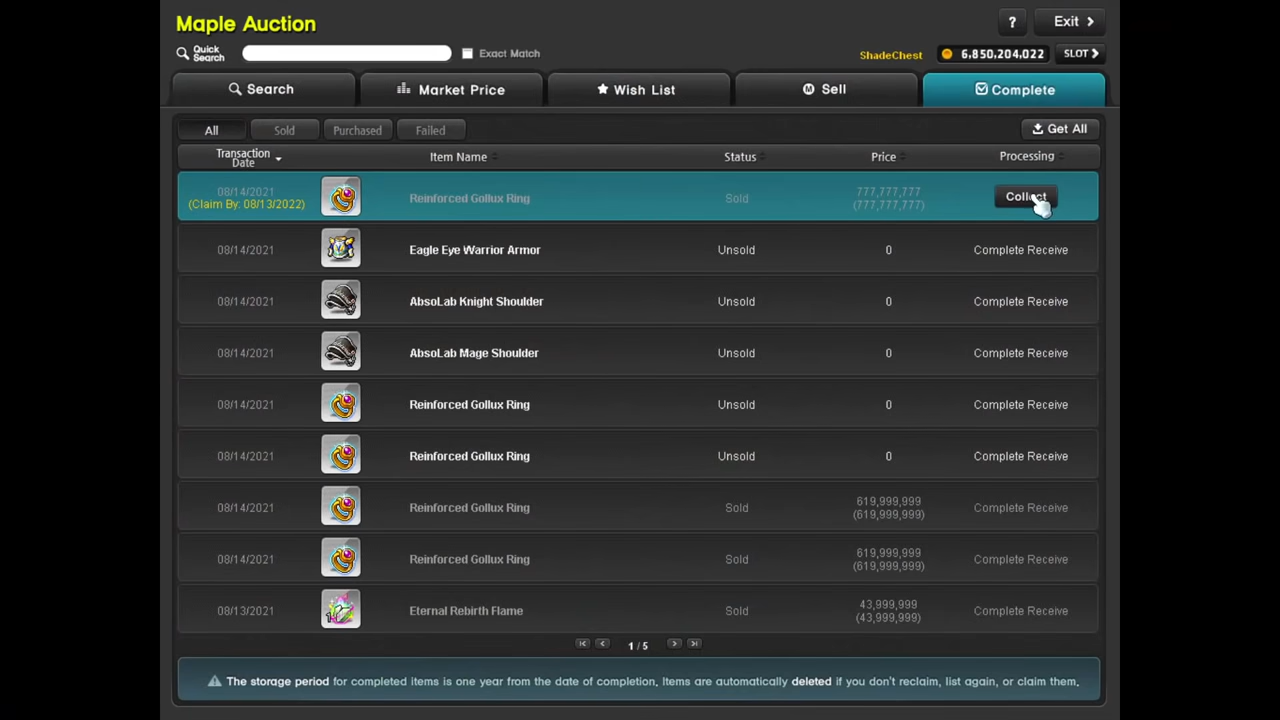 Maple Auction
? Exit >
Quick Search
Exact Match
ShadeChest 6,850,204,022 SLOT >
Search Market Price Wish List Sell Complete
All Sold Purchased Failed Get All
Transaction Date Item Name Status Price Processing
08/14/2021
(Claim By: 08/13/2022)
Reinforced Gollux Ring Sold
777,777,777
(777,777,777)
Collect
08/14/2021 Eagle Eye Warrior Armor Unsold 0 Complete Receive
08/14/2021 AbsoLab Knight Shoulder Unsold 0 Complete Receive
08/14/2021 AbsoLab Mage Shoulder Unsold 0 Complete Receive
08/14/2021 Reinforced Gollux Ring Unsold 0 Complete Receive
08/14/2021 Reinforced Gollux Ring Unsold 0 Complete Receive
08/14/2021 Reinforced Gollux Ring Sold
619,999,999
(619,999,999)
Complete Receive
08/14/2021 Reinforced Gollux Ring Sold
619,999,999
(619,999,999)
Complete Receive
08/13/2021 Eternal Rebirth Flame Sold
43,999,999
(43,999,999)
Complete Receive
1 / 5
The storage period for completed items is one year from the date of completion. Items are automatically deleted if you don't reclaim, list again, or claim them.